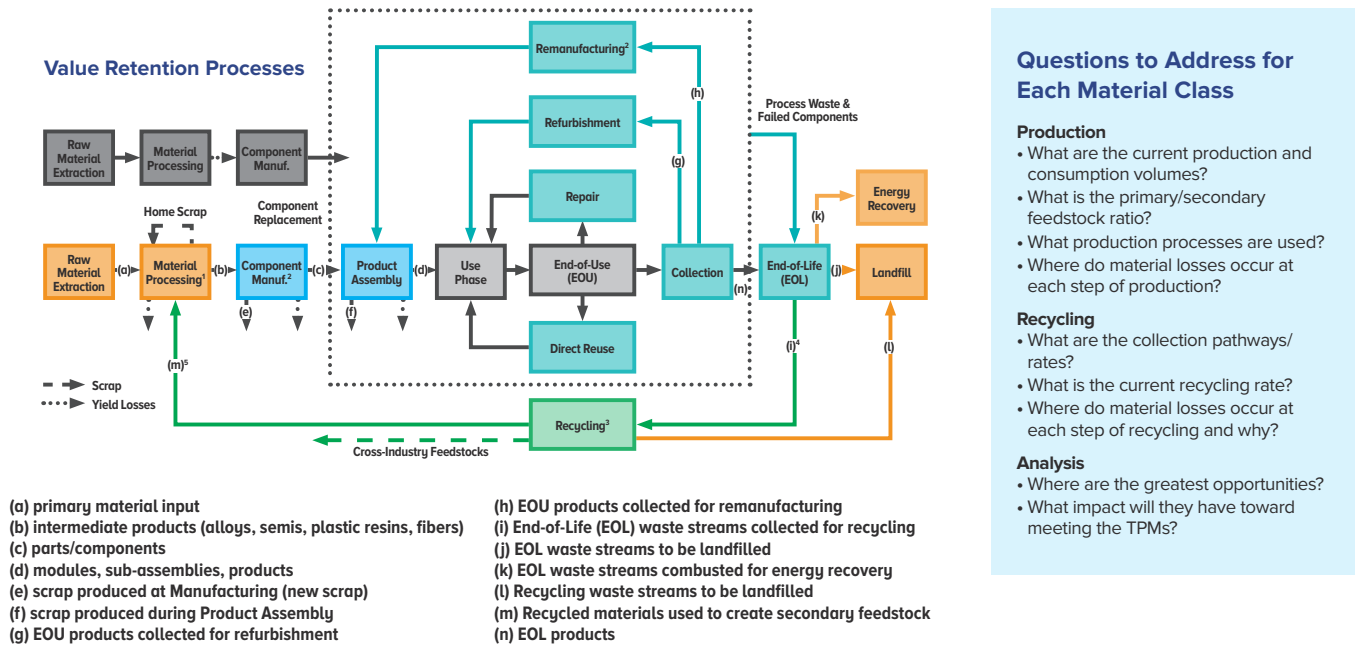 Value Retention Processes
Remanufacturing²
(h)
Process Waste &
Failed Components
Refurbishment
(g)
Raw
Material
Extraction
Material
Processing
Component
Manuf.
Component
Replacement
Repair
Energy
Recovery
(k)
Home Scrap
Raw
Material
Extraction
(a)
Material
Processing¹
(b)
Component
Manuf.²
(c)
Product
Assembly
(d)
Use
Phase
End-of-Use
(EOU)
Collection
(n)
End-of-Life
(EOL)
(j)
Landfill
(e)
(f)
Direct Reuse
(i)⁴
(l)
(m)⁵
Scrap
Yield Losses
Recycling³
Cross-Industry Feedstocks
(a) primary material input
(b) intermediate products (alloys, semis, plastic resins, fibers)
(c) parts/components
(d) modules, sub-assemblies, products
(e) scrap produced at Manufacturing (new scrap)
(f) scrap produced during Product Assembly
(g) EOU products collected for refurbishment
(h) EOU products collected for remanufacturing
(i) End-of-Life (EOL) waste streams collected for recycling
(j) EOL waste streams to be landfilled
(k) EOL waste streams combusted for energy recovery
(l) Recycling waste streams to be landfilled
(m) Recycled materials used to create secondary feedstock
(n) EOL products
Questions to Address for
Each Material Class
Production
• What are the current production and
consumption volumes?
• What is the primary/secondary
feedstock ratio?
• What production processes are used?
• Where do material losses occur at
each step of production?
Recycling
• What are the collection pathways/
rates?
• What is the current recycling rate?
• Where do material losses occur at
each step of recycling and why?
Analysis
• Where are the greatest opportunities?
• What impact will they have toward
meeting the TPMs?